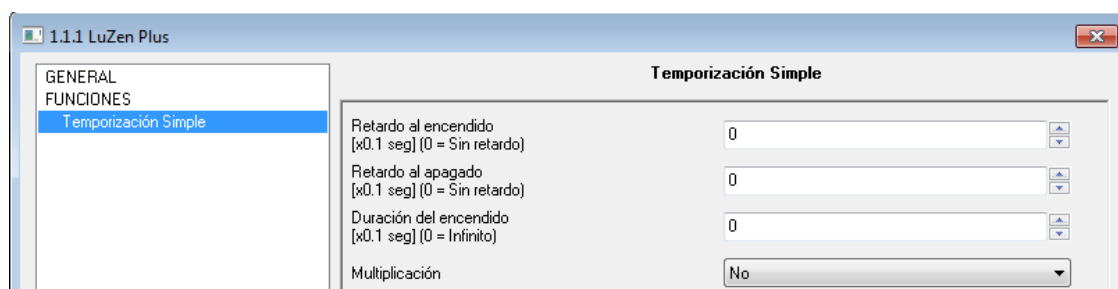 1.1.1 LuZen Plus
GENERAL
FUNCIONES
Temporización Simple
Temporización Simple
Retardo al encendido
[x0.1 seg] (0 = Sin retardo)
0
Retardo al apagado
[x0.1 seg] (0 = Sin retardo)
0
Duración del encendido
[x0.1 seg] (0 = Infinito)
0
Multiplicación
No